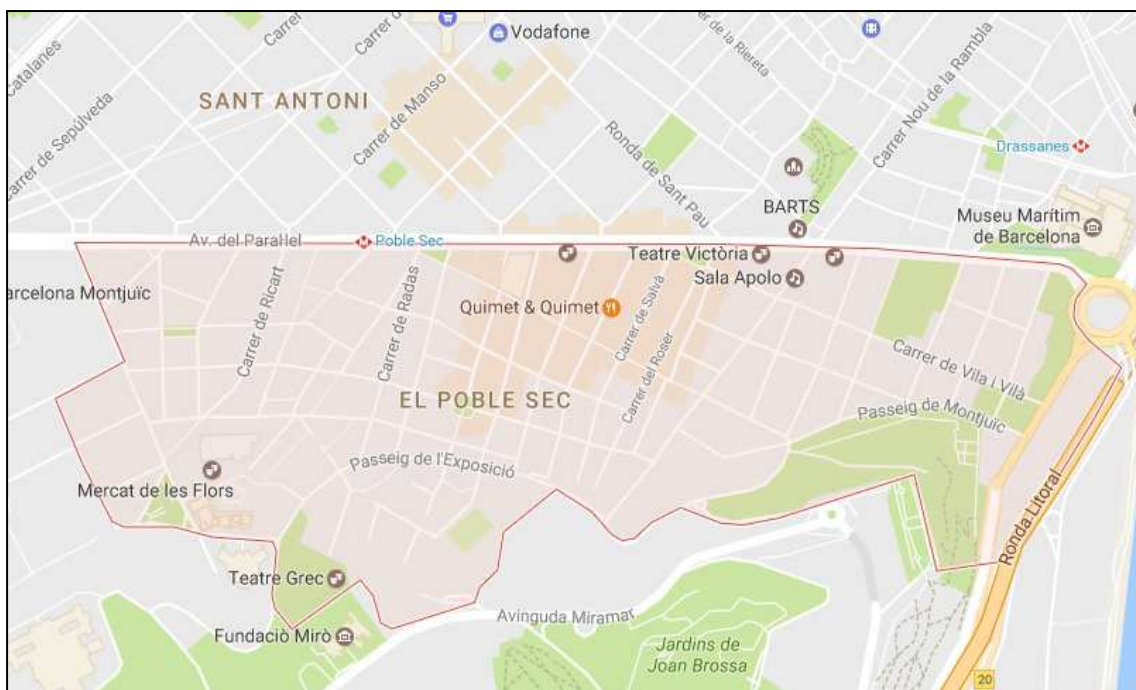 Catalanes
Carrer
Carrer d
Vodafone
er de la Riereta
Carrer Nou de la Rambla
SANT ANTONI
Carrer de Manso
Carrer de Sepúlveda
Ronda de Sant Pau
Drassanes
BARTS
Museu Marítim
de Barcelona
Av. del Paral·lel
Poble Sec
Teatre Victòria
Sala Apolo
arcelona Montjuïc
Carrer de Ricart
Carrer de Radas
Quimet & Quimet
Carrer de Salvà
Carrer del Roser
Carrer de Vila i Vilà
EL POBLE SEC
Passeig de Montjuïc
Passeig de l'Exposició
Mercat de les Flors
Ronda Litoral
Teatre Grec
Avinguda Miramar
Fundació Mirò
Jardins de
Joan Brossa
20